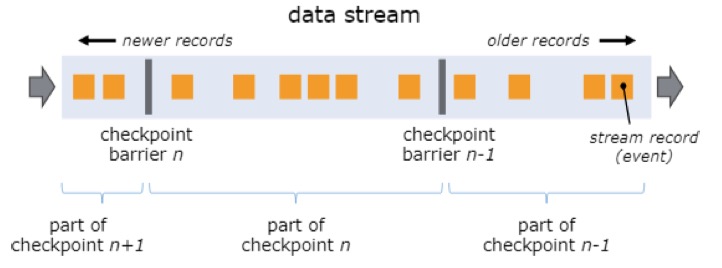 data stream
newer records
older records
checkpoint
barrier n
checkpoint
barrier n-1
stream record
(event)
part of
checkpoint n+1
part of
checkpoint n
part of
checkpoint n-1